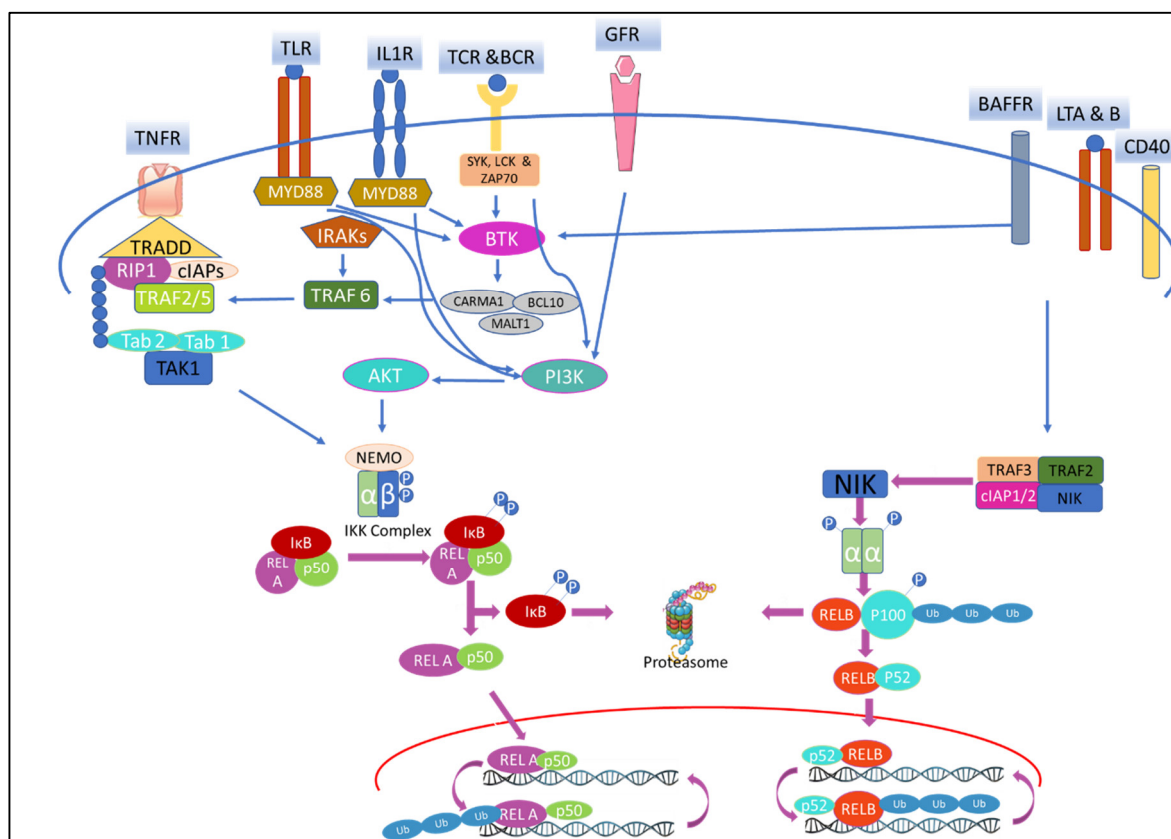 GFR
TLR
IL1R
TCR &BCR
BAFFR
LTA & B
CD40
TNFR
SYK, LCK &
ZAP70
MYD88
MYD88
IRAKs
BTK
TRADD
RIP1
cIAPs
TRAF2/5
TRAF 6
CARMA1
BCL10
MALT1
Tab 2
Tab 1
TAK1
AKT
PI3K
NEMO
α
β
P
P
IKK Complex
TRAF3
TRAF2
cIAP1/2
NIK
NIK
P
P
α
α
IκB
REL
A
p50
P
P
IκB
REL
A
p50
P
P
IκB
Proteasome
P
RELB
P100
Ub
Ub
Ub
REL A
p50
RELB
P52
REL A
p50
p52
RELB
Ub
Ub
Ub
REL A
p50
p52
RELB
Ub
Ub
Ub